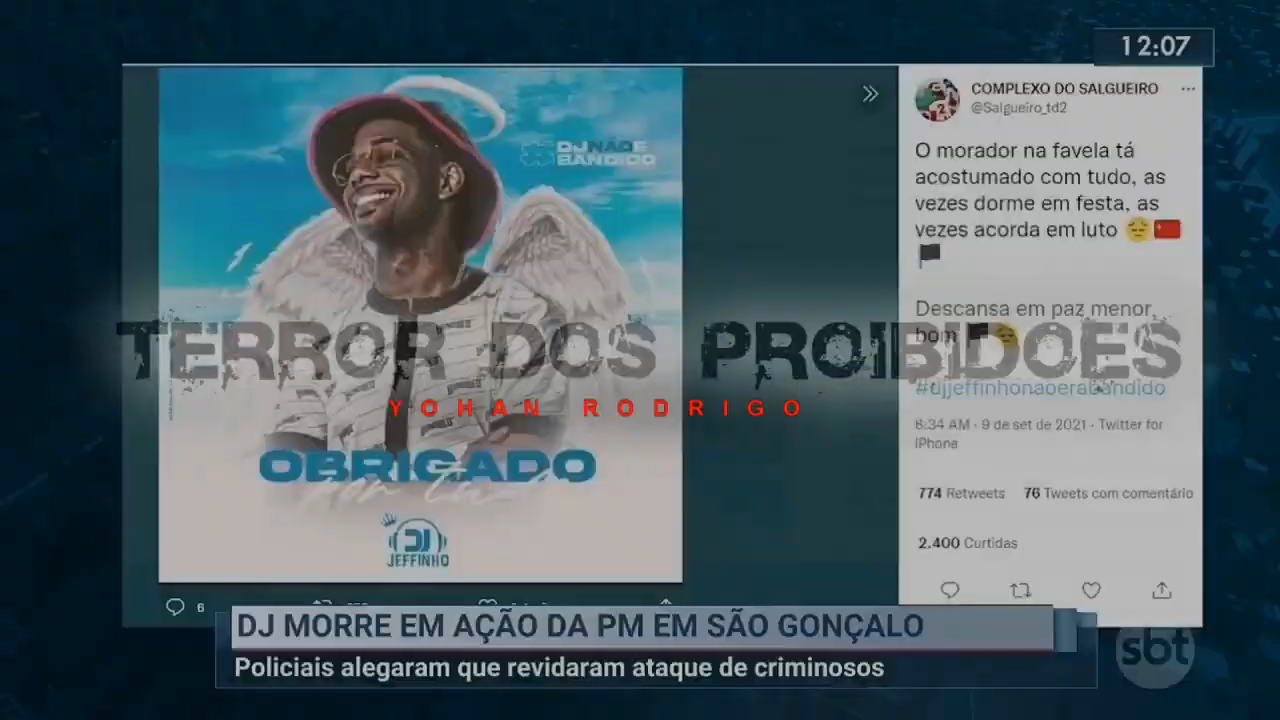 12:07
COMPLEXO DO SALGUEIRO
@Salgueiro_td2
O morador na favela tá
acostumado com tudo, as
vezes dorme em festa, as
vezes acorda em luto
Descansa em paz menor
bom
#djjeffinhonaoerabandido
6:34 AM · 9 de set de 2021 · Twitter for
iPhone
774 Retweets 76 Tweets com comentário
2.400 Curtidas
DJ NÃO É
BANDIDO
TERROR DOS PROIBIDOES
YOHAN RODRIGO
OBRIGADO
por tudo
DJ
JEFFINHO
6
DJ MORRE EM AÇÃO DA PM EM SÃO GONÇALO
Policiais alegaram que revidaram ataque de criminosos
sbt